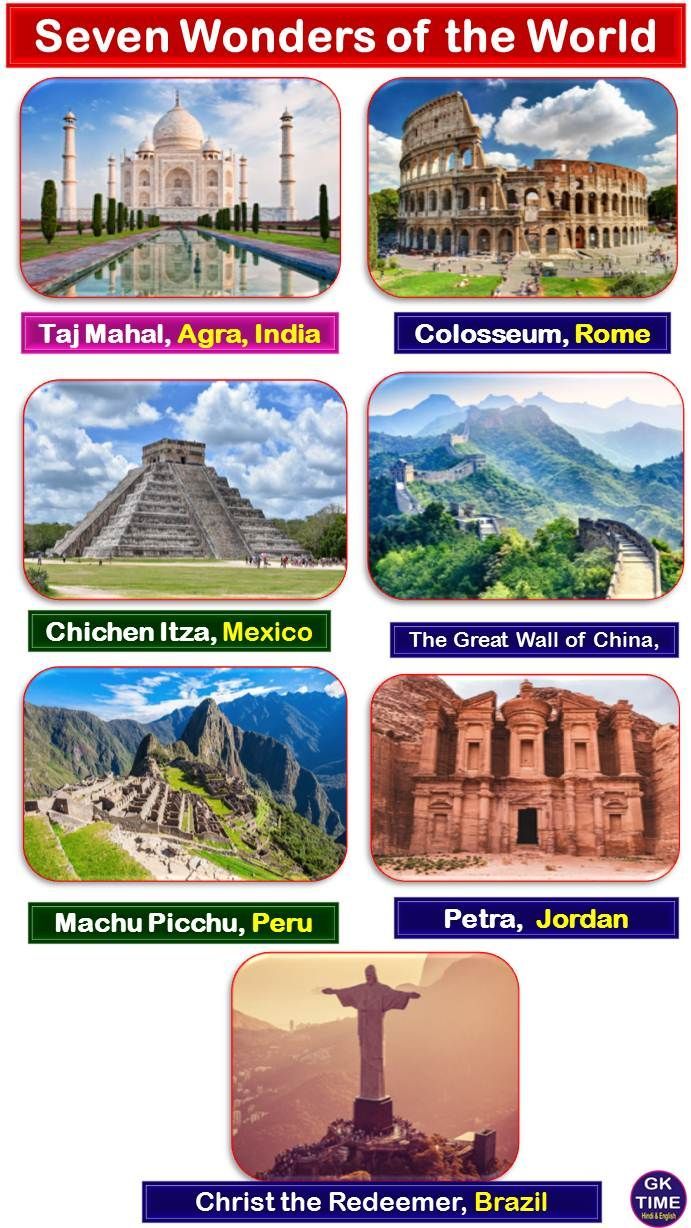 Seven Wonders of the World
Taj Mahal, Agra, India
Colosseum, Rome
Chichen Itza, Mexico
The Great Wall of China,
Machu Picchu, Peru
Petra, Jordan
Christ the Redeemer, Brazil
GK
TIME
Hindi & English